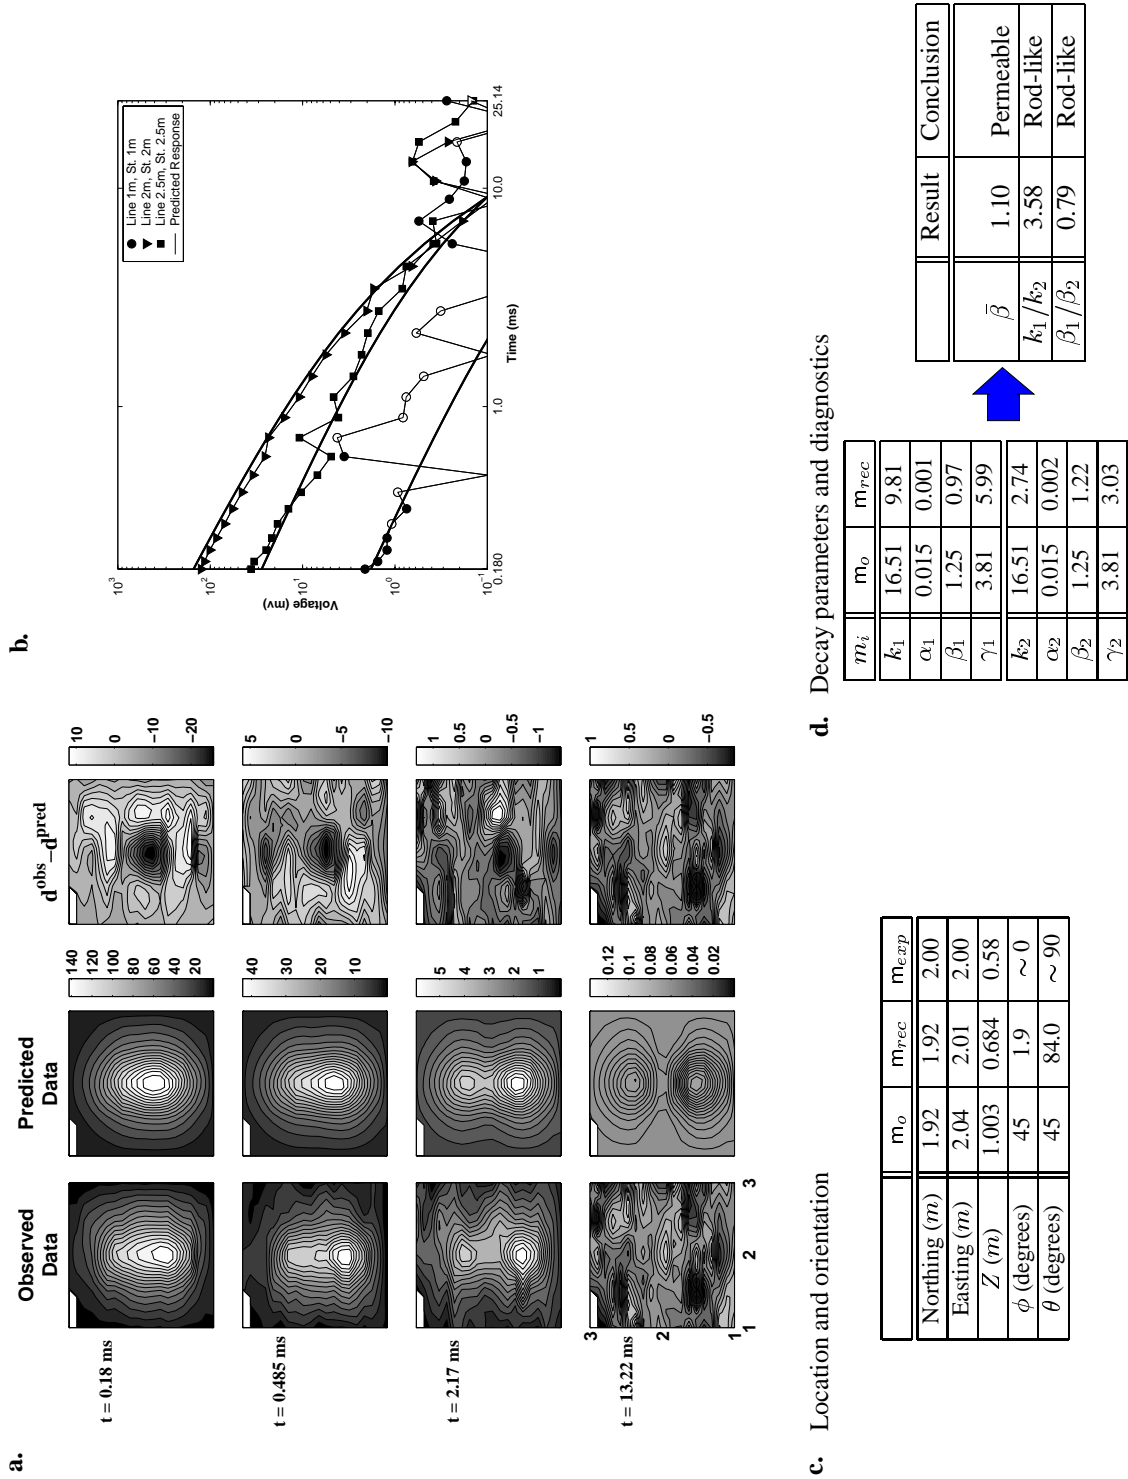 a.
Observed Data
Predicted Data
d^obs–d^pred
t = 0.18 ms
140
120
100
80
60
40
20
10
0
−10
−20
t = 0.485 ms
40
30
20
10
5
0
−5
−10
t = 2.17 ms
5
4
3
2
1
1
0.5
0
−0.5
−1
t = 13.22 ms
3
2
1
1
2
3
0.12
0.1
0.08
0.06
0.04
0.02
1
0.5
0
−0.5
b.
Voltage (mv)
10^3
10^2
10^1
10^0
10^−1
0.180
1.0
10.0
25.14
Time (ms)
Line 1m, St. 1m
Line 2m, St. 2m
Line 2.5m, St. 2.5m
Predicted Response
c. Location and orientation
m_o m_rec m_exp
Northing (m) 1.92 1.92 2.00
Easting (m) 2.04 2.01 2.00
Z (m) 1.003 0.684 0.58
ϕ (degrees) 45 1.9 ∼ 0
θ (degrees) 45 84.0 ∼ 90
d. Decay parameters and diagnostics
m_i m_o m_rec
k_1 16.51 9.81
α_1 0.015 0.001
β_1 1.25 0.97
γ_1 3.81 5.99
k_2 16.51 2.74
α_2 0.015 0.002
β_2 1.25 1.22
γ_2 3.81 3.03
Result Conclusion
β̄ 1.10 Permeable
k_1/k_2 3.58 Rod-like
β_1/β_2 0.79 Rod-like